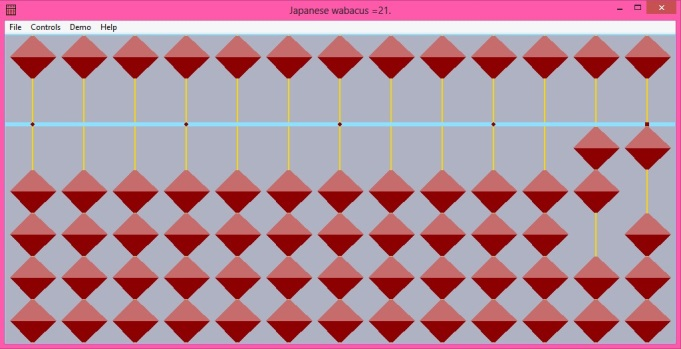 Japanese wabacus =21.
File Controls Demo Help